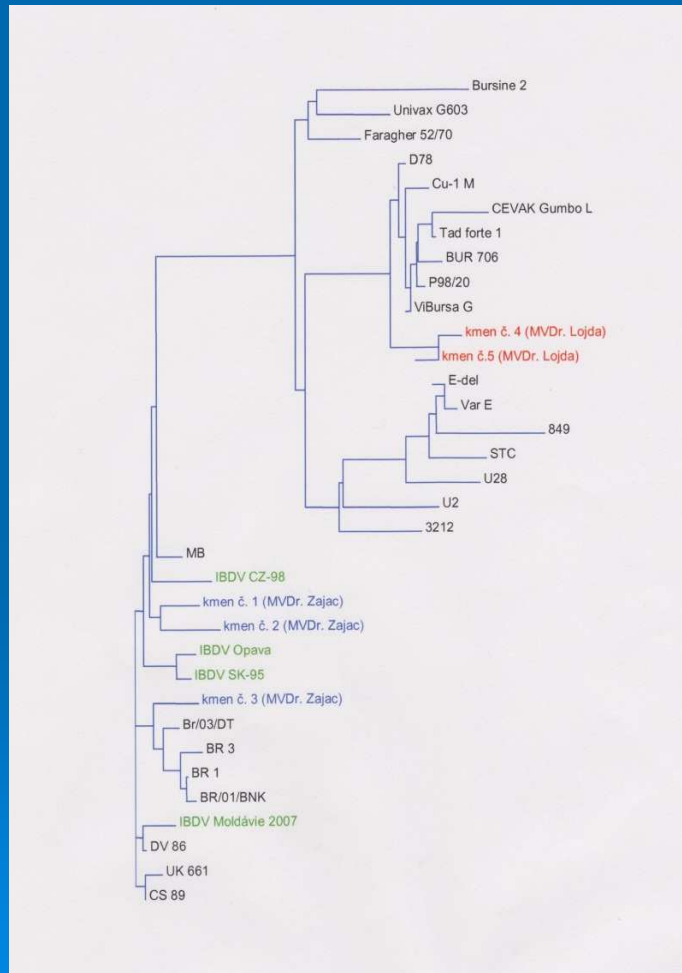 Bursine 2
Univax G603
Faragher 52/70
D78
Cu-1 M
CEVAK Gumbo L
Tad forte 1
BUR 706
P98/20
ViBursa G
kmen č. 4 (MVDr. Lojda)
kmen č.5 (MVDr. Lojda)
E-del
Var E
849
STC
U28
U2
3212
MB
IBDV CZ-98
kmen č. 1 (MVDr. Zajac)
kmen č. 2 (MVDr. Zajac)
IBDV Opava
IBDV SK-95
kmen č. 3 (MVDr. Zajac)
Br/03/DT
BR 3
BR 1
BR/01/BNK
IBDV Moldávie 2007
DV 86
UK 661
CS 89